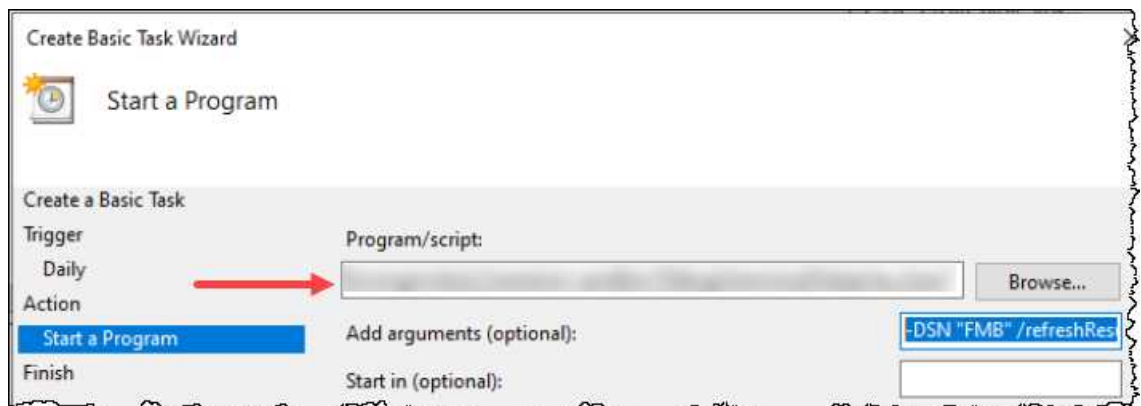 Create Basic Task Wizard
Start a Program
Create a Basic Task
Trigger
Program/script:
Daily
Browse...
Action
Start a Program
Add arguments (optional):
-DSN "FMB" /refreshRes
Finish
Start in (optional):